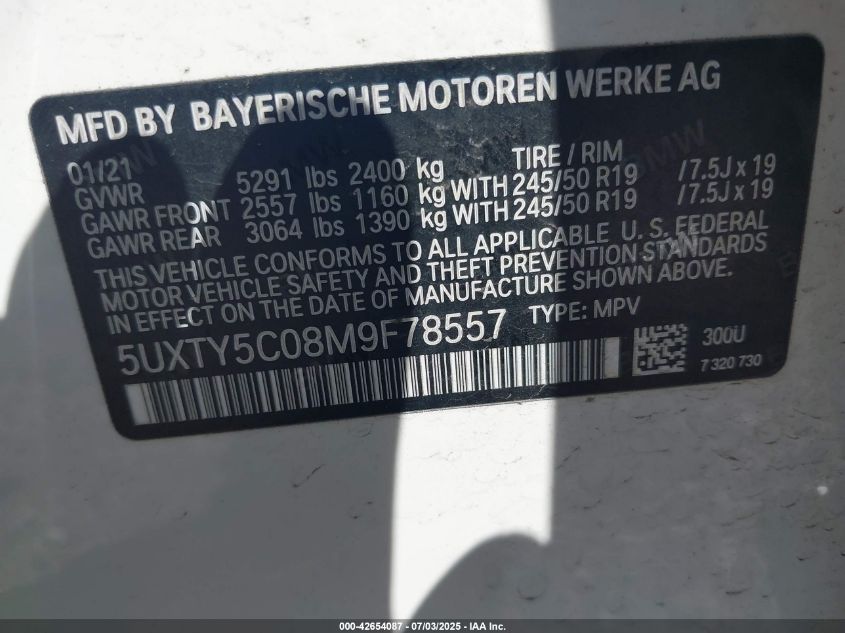 MFD BY BAYERISCHE MOTOREN WERKE AG
01/21 TIRE / RIM
GVWR 5291 lbs 2400 kg
GAWR FRONT 2557 lbs 1160 kg WITH 245/50 R19 /7.5J x 19
GAWR REAR 3064 lbs 1390 kg WITH 245/50 R19 /7.5J x 19
THIS VEHICLE CONFORMS TO ALL APPLICABLE U. S. FEDERAL
MOTOR VEHICLE SAFETY AND THEFT PREVENTION STANDARDS
IN EFFECT ON THE DATE OF MANUFACTURE SHOWN ABOVE.
5UXTY5C08M9F78557 TYPE: MPV
300U
7 320 730
000-42654087 - 07/03/2025 - IAA Inc.